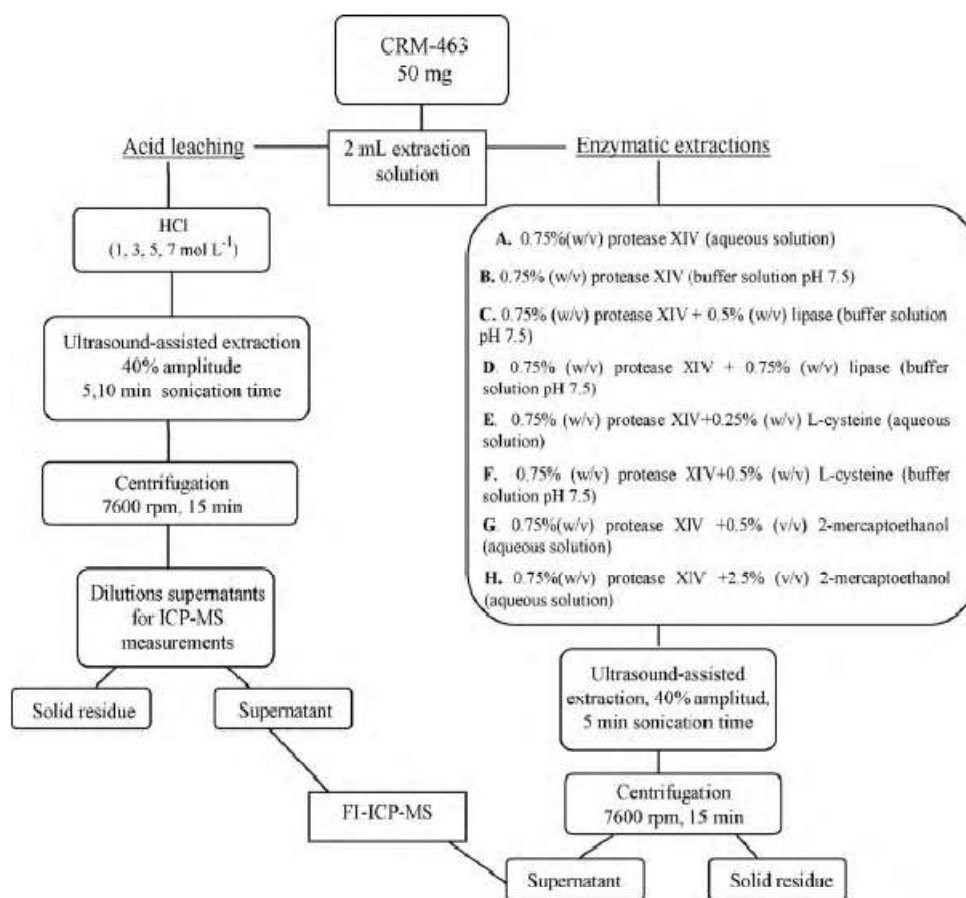 CRM-463
50 mg
Acid leaching
2 mL extraction
solution
Enzymatic extractions
HCl
(1, 3, 5, 7 mol L⁻¹)
Ultrasound-assisted extraction
40% amplitude
5,10 min sonication time
Centrifugation
7600 rpm, 15 min
Dilutions supernatants
for ICP-MS
measurements
Solid residue
Supernatant
FI-ICP-MS
A. 0.75%(w/v) protease XIV (aqueous solution)
B. 0.75% (w/v) protease XIV (buffer solution pH 7.5)
C. 0.75% (w/v) protease XIV + 0.5% (w/v) lipase (buffer solution
pH 7.5)
D. 0.75% (w/v) protease XIV + 0.75% (w/v) lipase (buffer
solution pH 7.5)
E. 0.75% (w/v) protease XIV+0.25% (w/v) L-cysteine (aqueous
solution)
F. 0.75% (w/v) protease XIV+0.5% (w/v) L-cysteine (buffer
solution pH 7.5)
G. 0.75%(w/v) protease XIV +0.5% (v/v) 2-mercaptoethanol
(aqueous solution)
H. 0.75%(w/v) protease XIV +2.5% (v/v) 2-mercaptoethanol
(aqueous solution)
Ultrasound-assisted
extraction, 40% amplitud,
5 min sonication time
Centrifugation
7600 rpm, 15 min
Supernatant
Solid residue